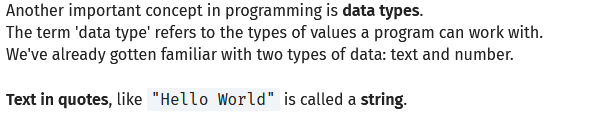 Another important concept in programming is data types.
The term 'data type' refers to the types of values a program can work with.
We've already gotten familiar with two types of data: text and number.
Text in quotes, like "Hello World" is called a string.